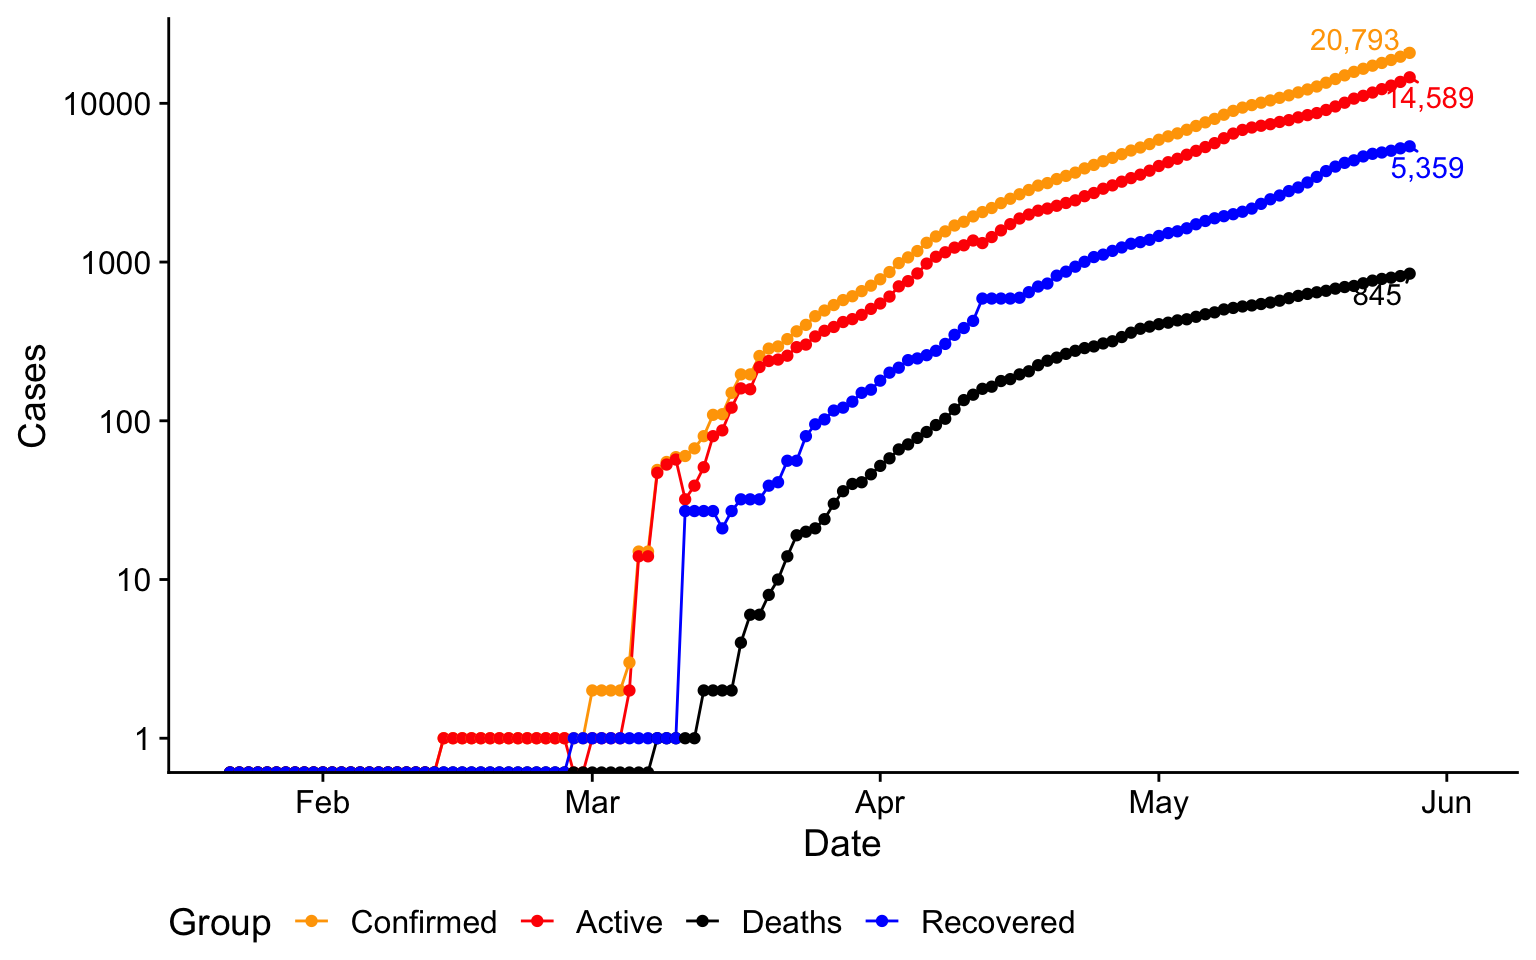 20,793
14,589
5,359
845
10000
1000
100
10
1
Cases
Feb Mar Apr May Jun
Date
Group Confirmed Active Deaths Recovered